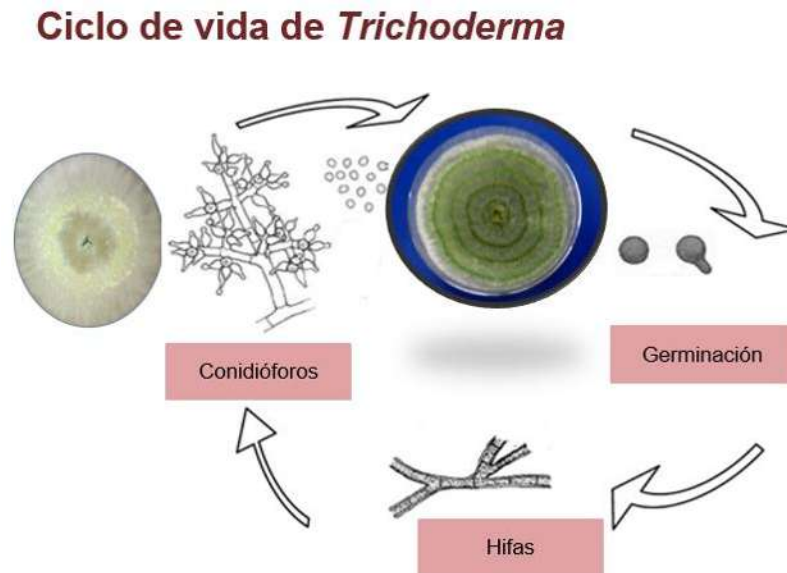 Ciclo de vida de Trichoderma
Conidióforos
Germinación
Hifas